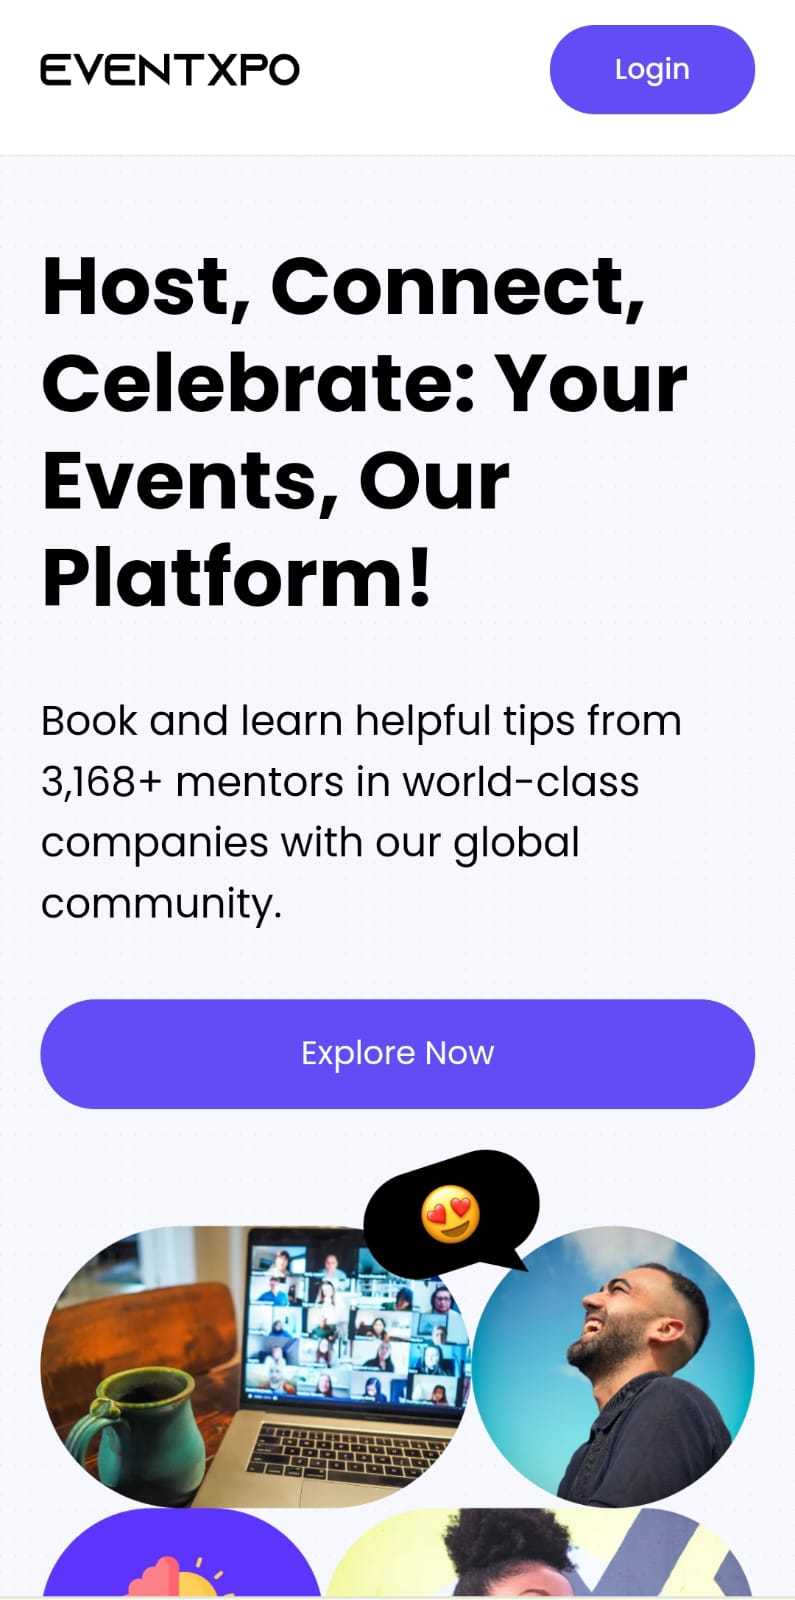 EVENTXPO
Login
Host, Connect,
Celebrate: Your
Events, Our
Platform!
Book and learn helpful tips from
3,168+ mentors in world-class
companies with our global
community.
Explore Now